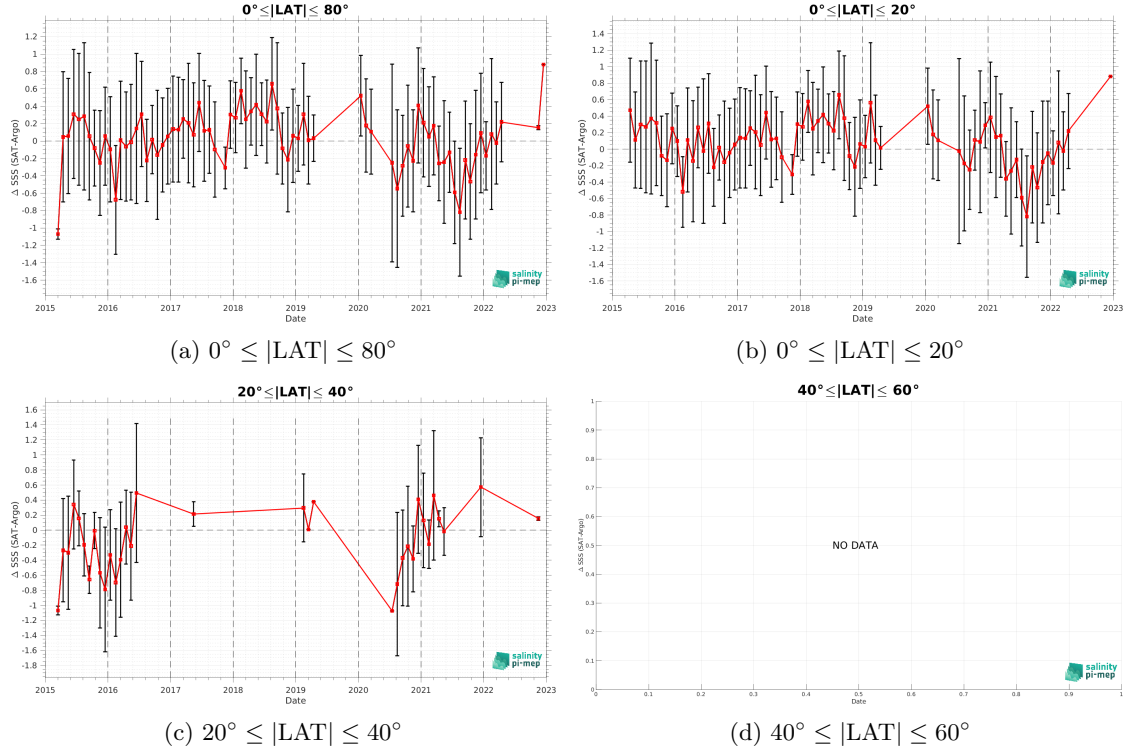 0°≤|LAT|≤ 80°
Δ SSS (SAT-Argo)
1.2
1
0.8
0.6
0.4
0.2
0
-0.2
-0.4
-0.6
-0.8
-1
-1.2
-1.4
-1.6
salinity
pi-mep
2015 2016 2017 2018 2019 2020 2021 2022 2023
Date
(a) 0° ≤ |LAT| ≤ 80°
0°≤|LAT|≤ 20°
Δ SSS (SAT-Argo)
1.4
1.2
1
0.8
0.6
0.4
0.2
0
-0.2
-0.4
-0.6
-0.8
-1
-1.2
-1.4
-1.6
salinity
pi-mep
2015 2016 2017 2018 2019 2020 2021 2022 2023
Date
(b) 0° ≤ |LAT| ≤ 20°
20°≤|LAT|≤ 40°
Δ SSS (SAT-Argo)
1.6
1.4
1.2
1
0.8
0.6
0.4
0.2
0
-0.2
-0.4
-0.6
-0.8
-1
-1.2
-1.4
-1.6
-1.8
salinity
pi-mep
2015 2016 2017 2018 2019 2020 2021 2022 2023
Date
(c) 20° ≤ |LAT| ≤ 40°
40°≤|LAT|≤ 60°
Δ SSS (SAT-Argo)
1
0.9
0.8
0.7
0.6
0.5
0.4
0.3
0.2
0.1
0
NO DATA
salinity
pi-mep
0 0.1 0.2 0.3 0.4 0.5 0.6 0.7 0.8 0.9 1
Date
(d) 40° ≤ |LAT| ≤ 60°